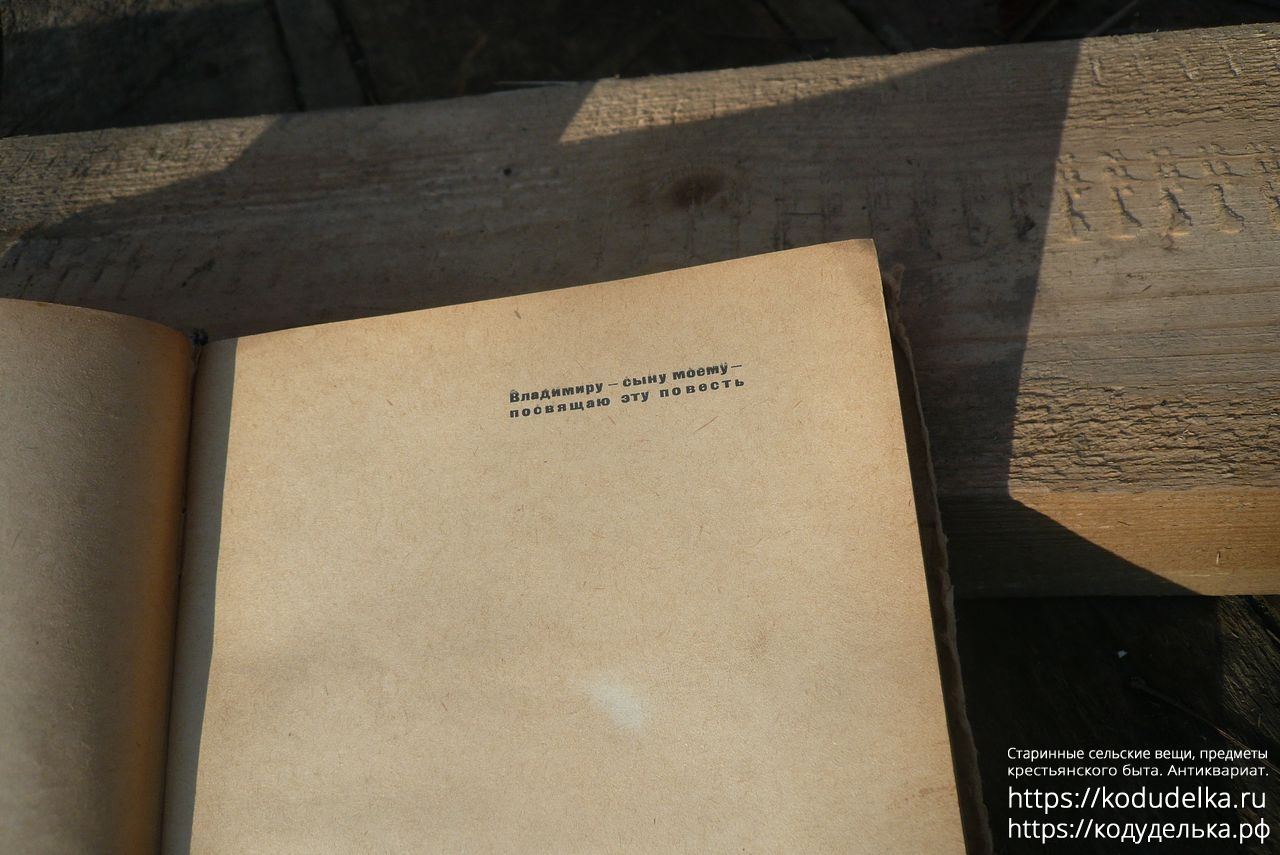 Владимиру – сыну моему –
посвящаю эту повесть
Старинные сельские вещи, предметы
крестьянского быта. Антиквариат.
https://kodudelka.ru
https://кодуделька.рф